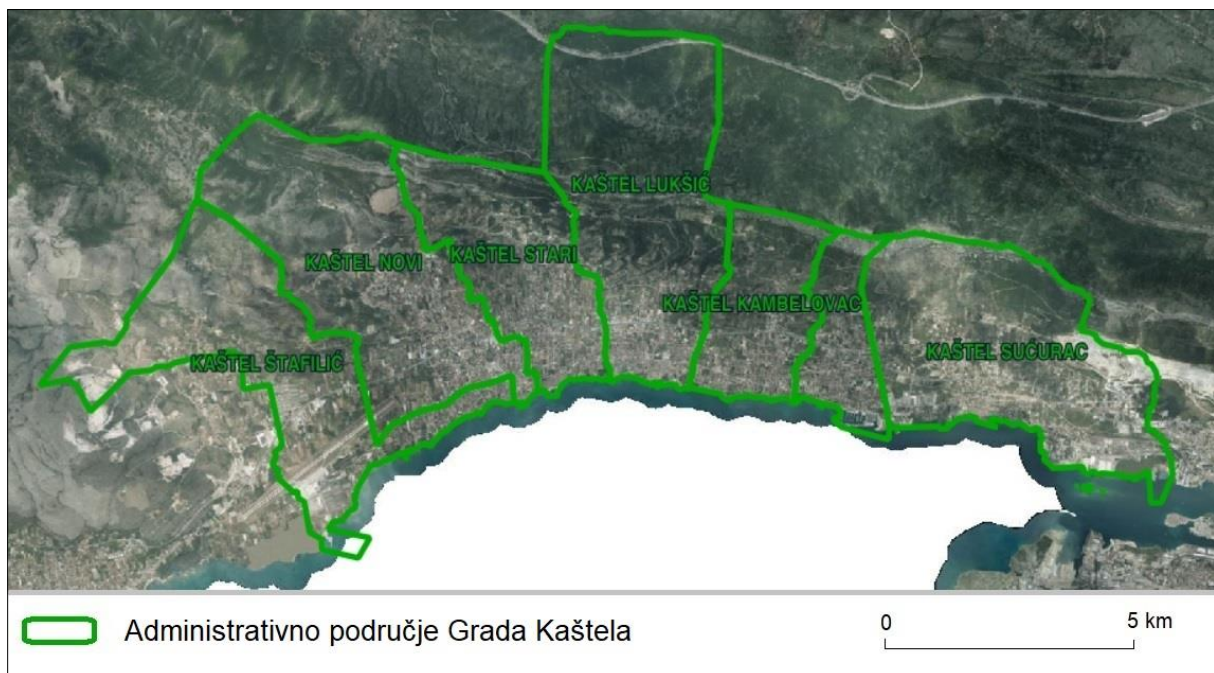 KAŠTEL LUKŠIĆ
KAŠTEL NOVI
KAŠTEL STARI
KAŠTEL KAMBELOVAC
KAŠTEL ŠTAFILIĆ
KAŠTEL SUĆURAC
Administrativno područje Grada Kaštela
0 5 km